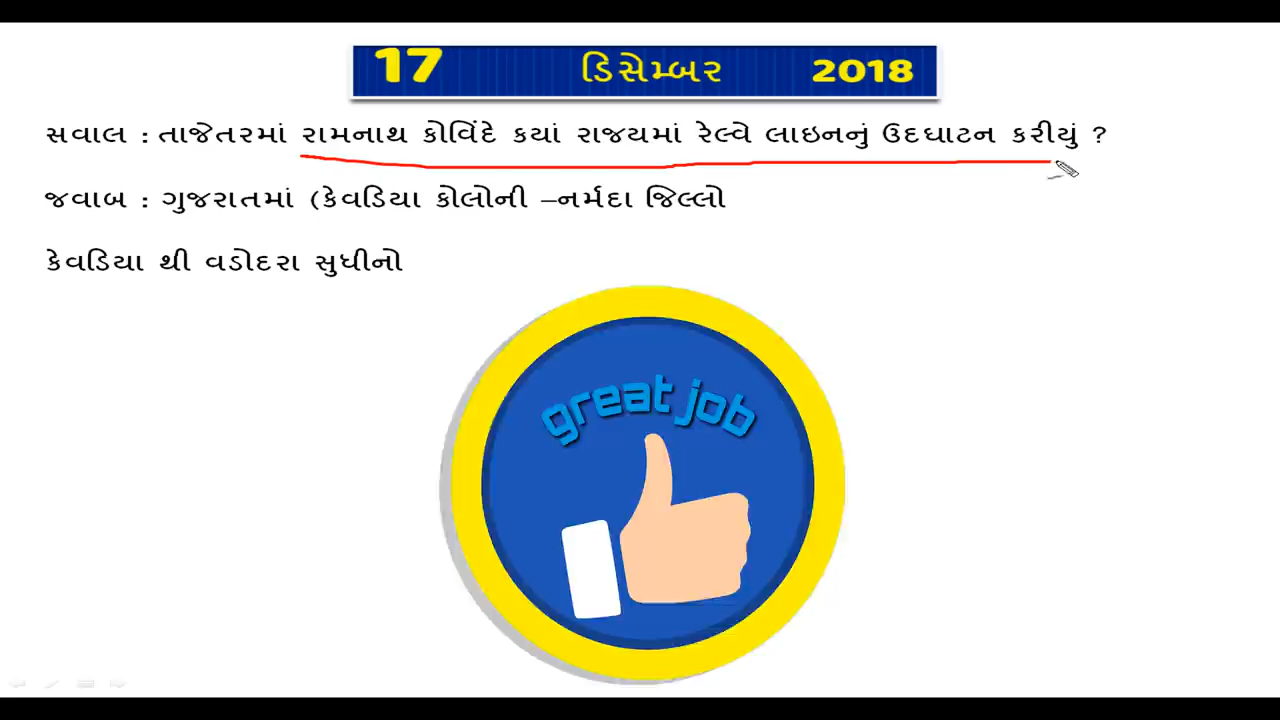 17 ડિસેમ્બર 2018
સવાલ : તાજેતરમાં રામનાથ કોવિંદે કયાં રાજયમાં રેલ્વે લાઇનનું ઉદઘાટન કરીયું ?
જવાબ : ગુજરાતમાં (કેવડિયા કોલોની –નર્મદા જિલ્લો
કેવડિયા થી વડોદરા સુધીનો
great job